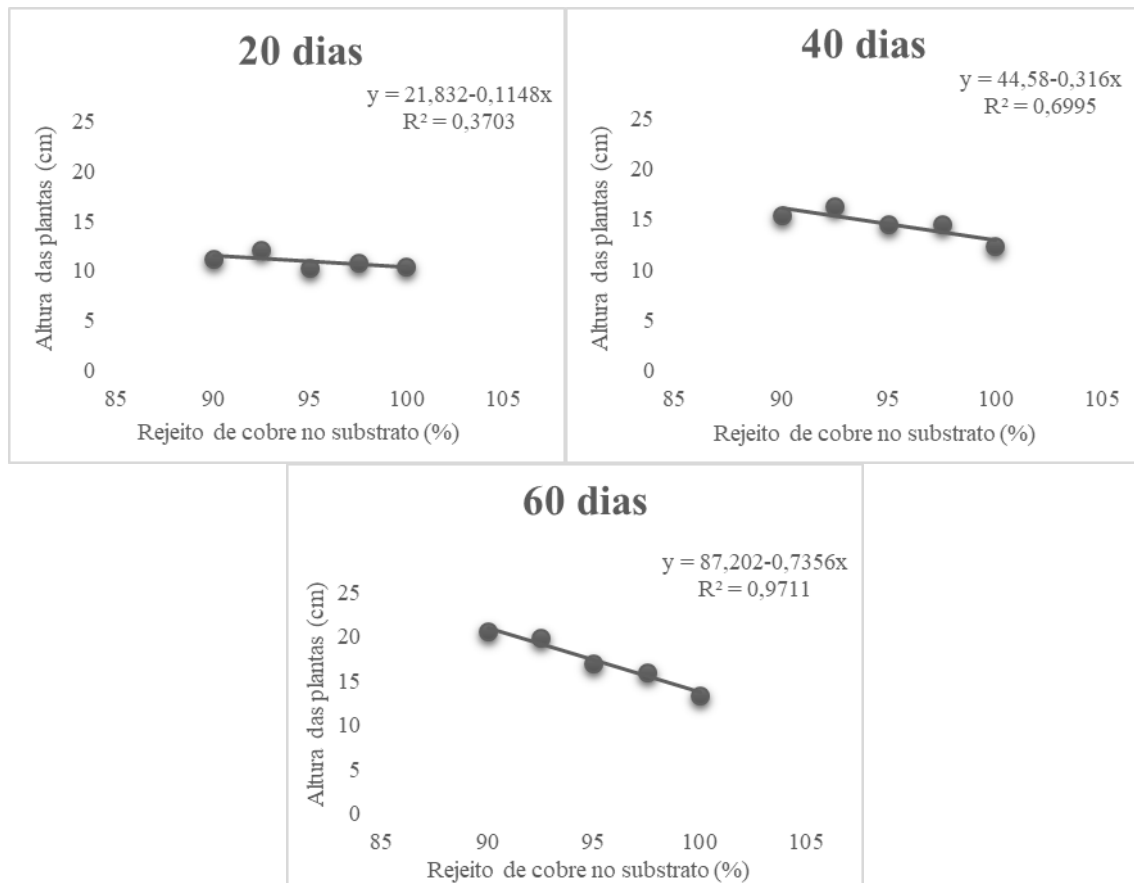 20 dias
y = 21,832-0,1148x
R² = 0,3703
25
20
15
10
5
0
Altura das plantas (cm)
85 90 95 100 105
Rejeito de cobre no substrato (%)
40 dias
y = 44,58-0,316x
R² = 0,6995
25
20
15
10
5
0
Altura das plantas (cm)
85 90 95 100 105
Rejeito de cobre no substrato (%)
60 dias
y = 87,202-0,7356x
R² = 0,9711
25
20
15
10
5
0
Altura das plantas (cm)
85 90 95 100 105
Rejeito de cobre no substrato (%)